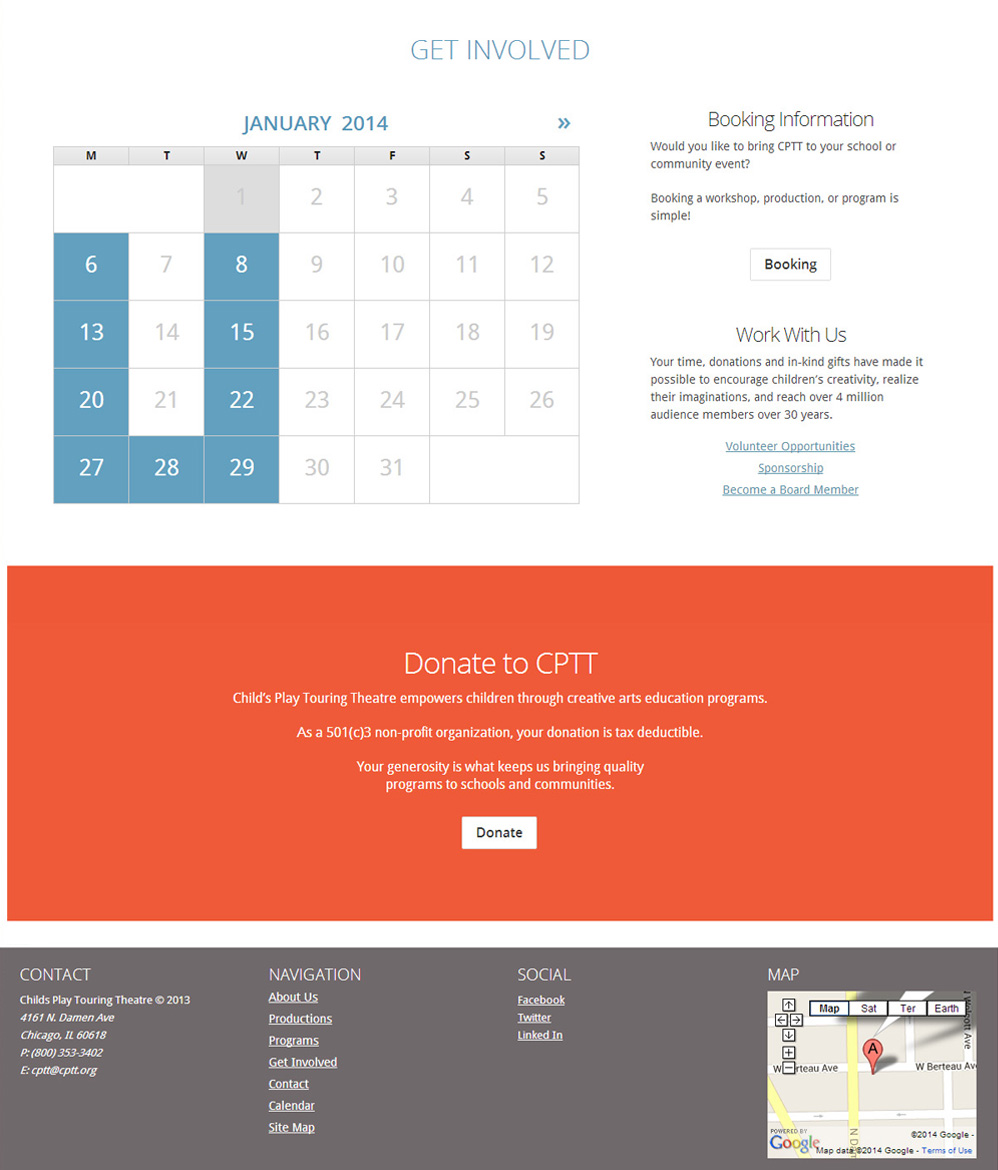 GET INVOLVED
JANUARY 2014 »
M T W T F S S
1 2 3 4 5
6 7 8 9 10 11 12
13 14 15 16 17 18 19
20 21 22 23 24 25 26
27 28 29 30 31
Booking Information
Would you like to bring CPTT to your school or
community event?
Booking a workshop, production, or program is
simple!
Booking
Work With Us
Your time, donations and in-kind gifts have made it
possible to encourage children's creativity, realize
their imaginations, and reach over 4 million
audience members over 30 years.
Volunteer Opportunities
Sponsorship
Become a Board Member
Donate to CPTT
Child's Play Touring Theatre empowers children through creative arts education programs.
As a 501(c)3 non-profit organization, your donation is tax deductible.
Your generosity is what keeps us bringing quality
programs to schools and communities.
Donate
CONTACT
Childs Play Touring Theatre © 2013
4161 N. Damen Ave
Chicago, IL 60618
P: (800) 353-3402
E: cptt@cptt.org
NAVIGATION
About Us
Productions
Programs
Get Involved
Contact
Calendar
Site Map
SOCIAL
Facebook
Twitter
Linked In
MAP
Map Sat Ter Earth
A
W Berteau Ave
POWERED BY
Google
©2014 Google -
Map data ©2014 Google - Terms of Use